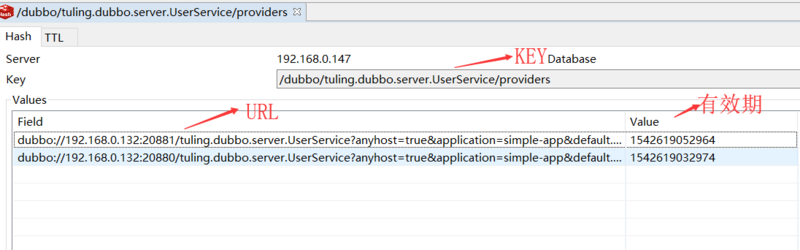 Hash
/dubbo/tuling.dubbo.server.UserService/providers
Hash TTL
Server 192.168.0.147 KEY Database
Key /dubbo/tuling.dubbo.server.UserService/providers
Values URL 有效期
Field Value
dubbo://192.168.0.132:20881/tuling.dubbo.server.UserService?anyhost=true&application=simple-app&default.... 1542619052964
dubbo://192.168.0.132:20880/tuling.dubbo.server.UserService?anyhost=true&application=simple-app&default.... 1542619032974